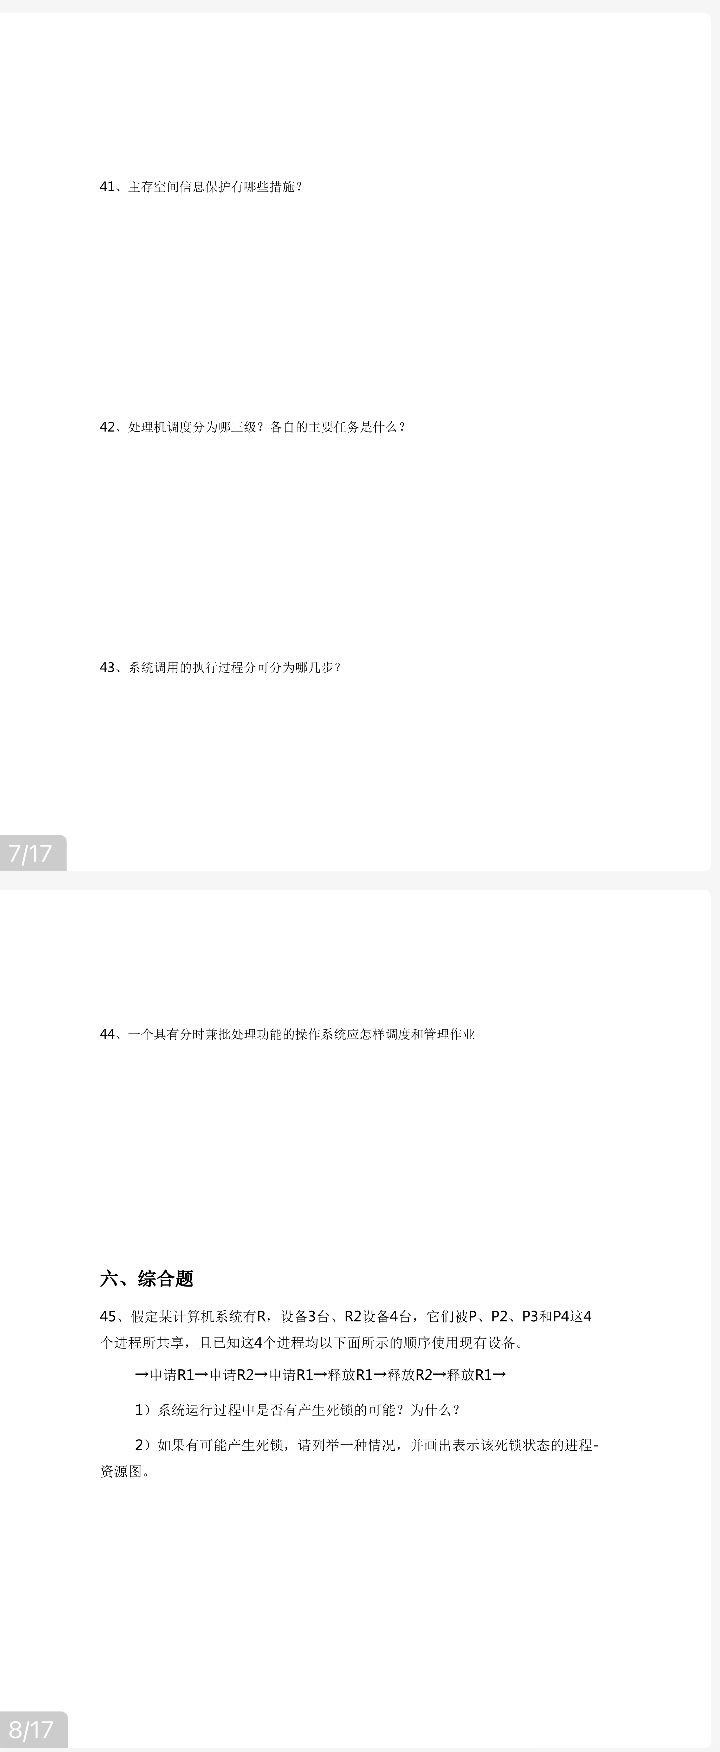 41、主存空间信息保护有哪些措施？
42、处理机调度分为哪三级？各自的主要任务是什么？
43、系统调用的执行过程分可分为哪几步？
7/17
44、一个具有分时兼批处理功能的操作系统应怎样调度和管理作业
六、综合题
45、假定某计算机系统有R，设备3台、R2设备4台，它们被P、P2、P3和P4这4
个进程所共享，且已知这4个进程均以下面所示的顺序使用现有设备。
→申请R1→申请R2→申请R1→释放R1→释放R2→释放R1→
1）系统运行过程中是否有产生死锁的可能？为什么？
2）如果有可能产生死锁，请列举一种情况，并画出表示该死锁状态的进程-
资源图。
8/17